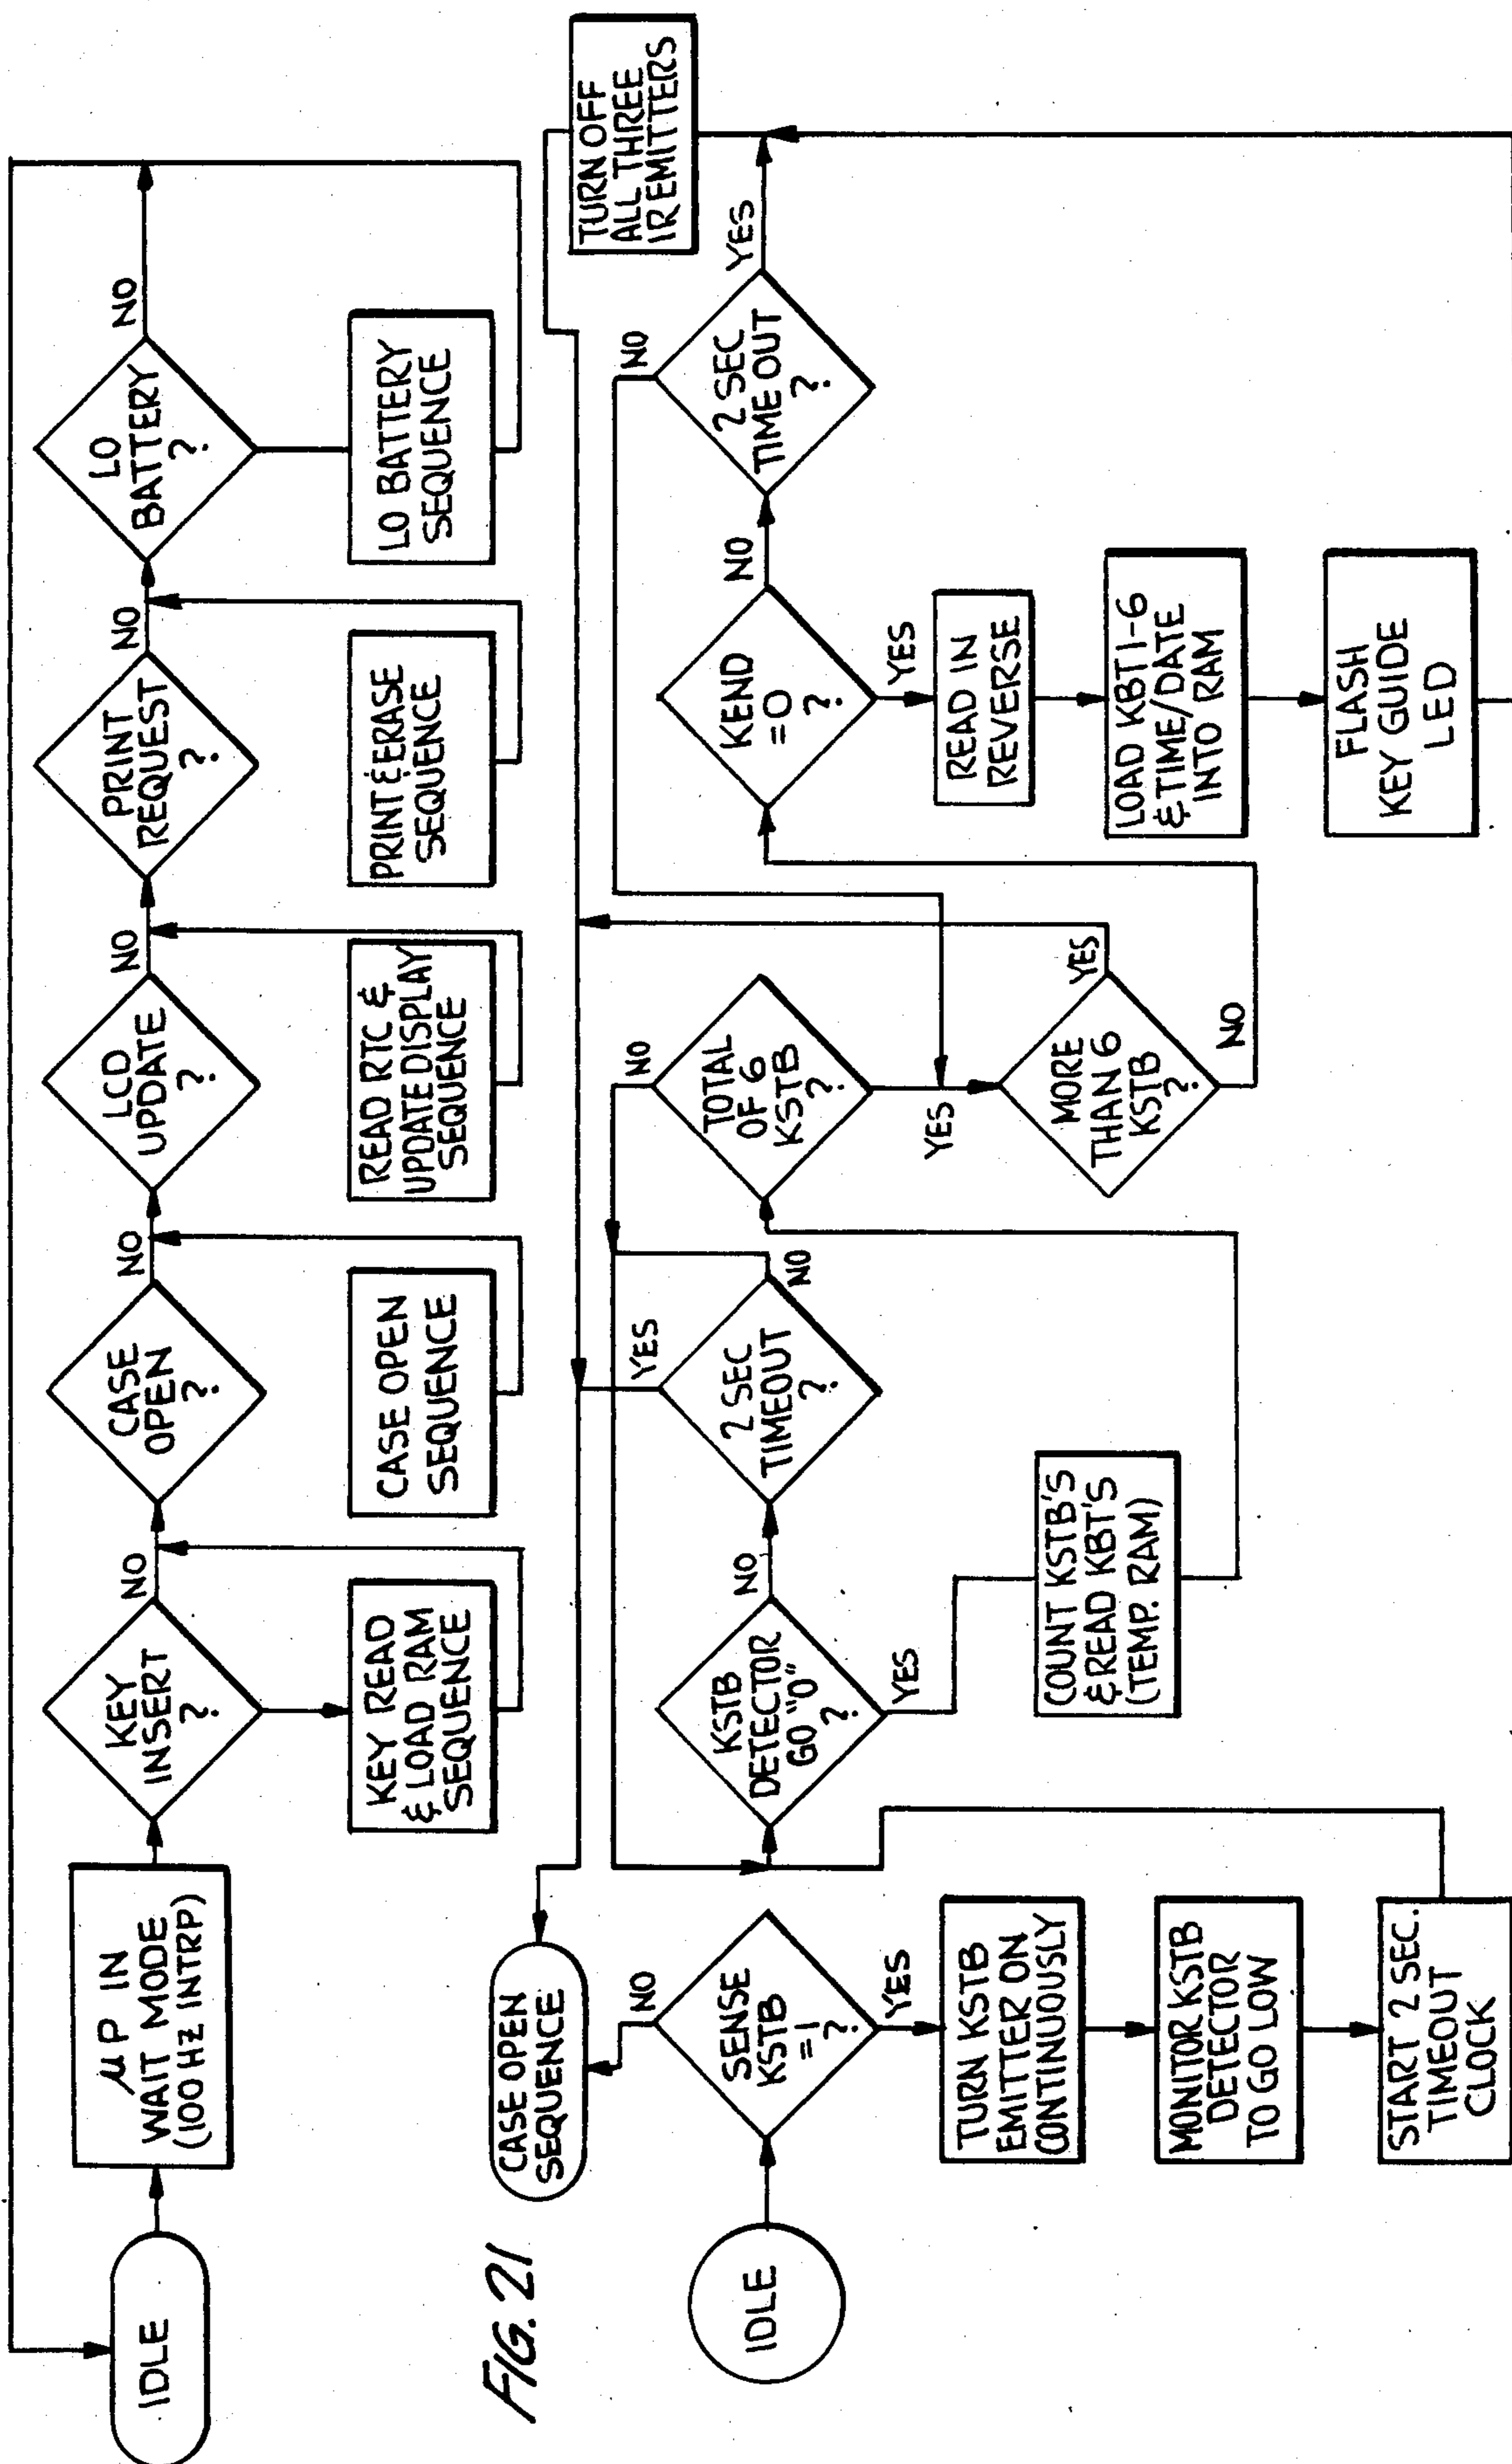 IDLE
µP IN
WAIT MODE
(100 HZ INTRP)
KEY
INSERT
?
NO
KEY READ
& LOAD RAM
SEQUENCE
CASE
OPEN
?
NO
CASE OPEN
SEQUENCE
LCD
UPDATE
?
NO
READ RTC &
UPDATE DISPLAY
SEQUENCE
PRINT
REQUEST
?
NO
PRINT & ERASE
SEQUENCE
LO
BATTERY
?
NO
LO BATTERY
SEQUENCE
FIG. 21
CASE OPEN
SEQUENCE
IDLE
SENSE
KSTB
=1
?
NO
YES
TURN KSTB
EMITTER ON
CONTINUOUSLY
MONITOR KSTB
DETECTOR
TO GO LOW
START 2 SEC.
TIMEOUT
CLOCK
KSTB
DETECTOR
GO "0"
?
NO
YES
COUNT KSTB'S
& READ KBT'S
(TEMP. RAM)
2 SEC
TIMEOUT
?
YES
NO
TOTAL
OF 6
KSTB
?
NO
YES
MORE
THAN 6
KSTB
?
YES
NO
KEND
=0
?
NO
YES
READ IN
REVERSE
LOAD KBT1-6
& TIME/DATE
INTO RAM
FLASH
KEY GUIDE
LED
2 SEC
TIME OUT
?
NO
YES
TURN OFF
ALL THREE
IR EMITTERS